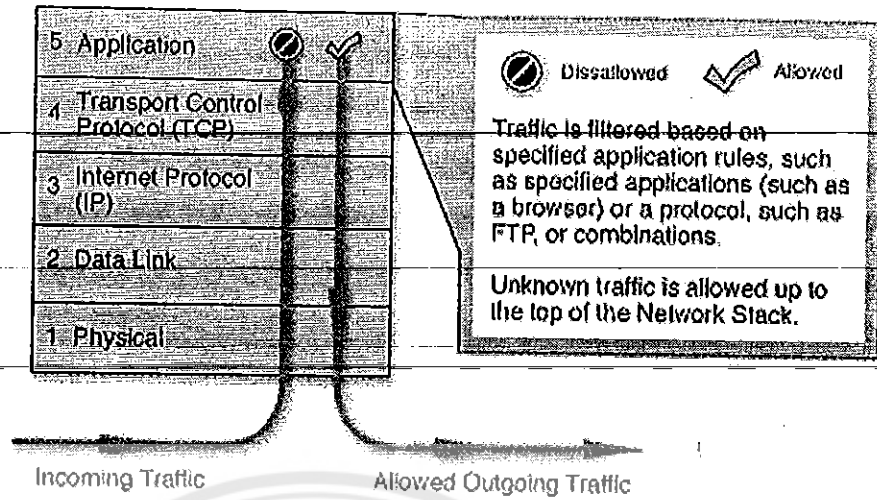 5 Application
4 Transport Control
Protocol (TCP)
3 Internet Protocol
(IP)
2 Data Link
1 Physical
Dissallowed
Allowed
Traffic is filtered based on
specified application rules, such
as specified applications (such as
a browser) or a protocol, such as
FTP, or combinations.
Unknown traffic is allowed up to
the top of the Network Stack.
Incoming Traffic
Allowed Outgoing Traffic